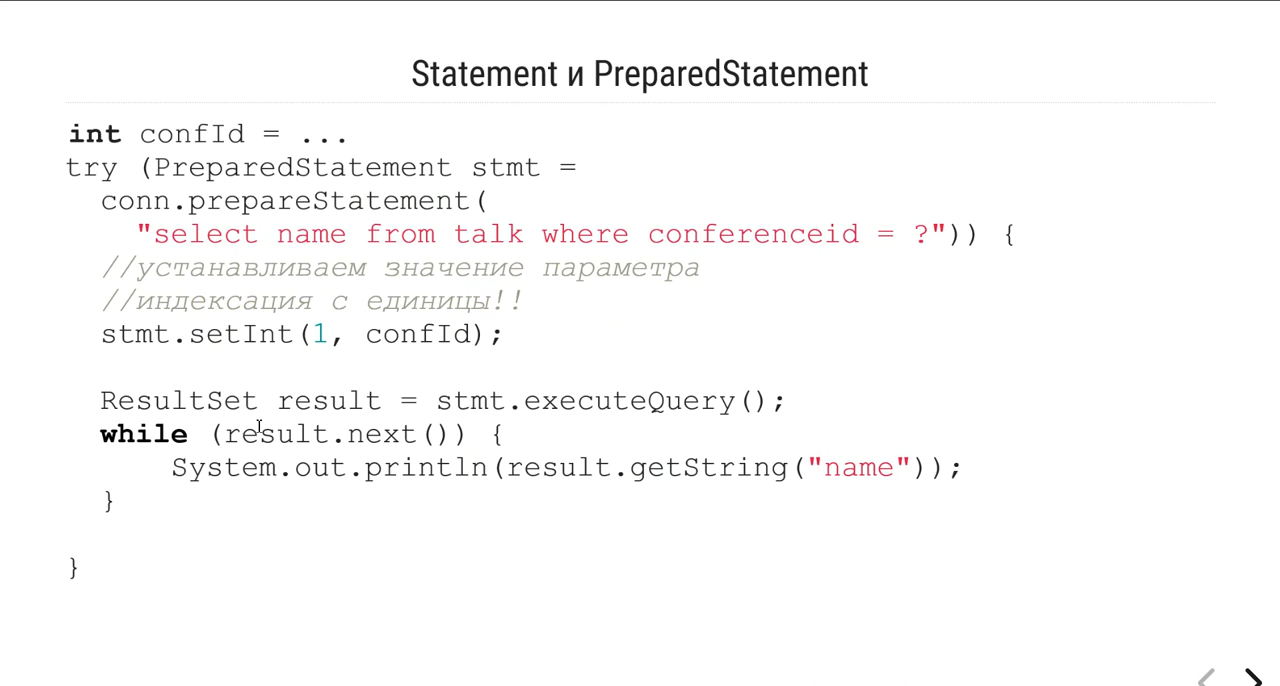 Statement и PreparedStatement
int confId = ...
try (PreparedStatement stmt =
conn.prepareStatement(
"select name from talk where conferenceid = ?")) {
//устанавливаем значение параметра
//индексация с единицы!!
stmt.setInt(1, confId);
ResultSet result = stmt.executeQuery();
while (result.next()) {
System.out.println(result.getString("name"));
}
}